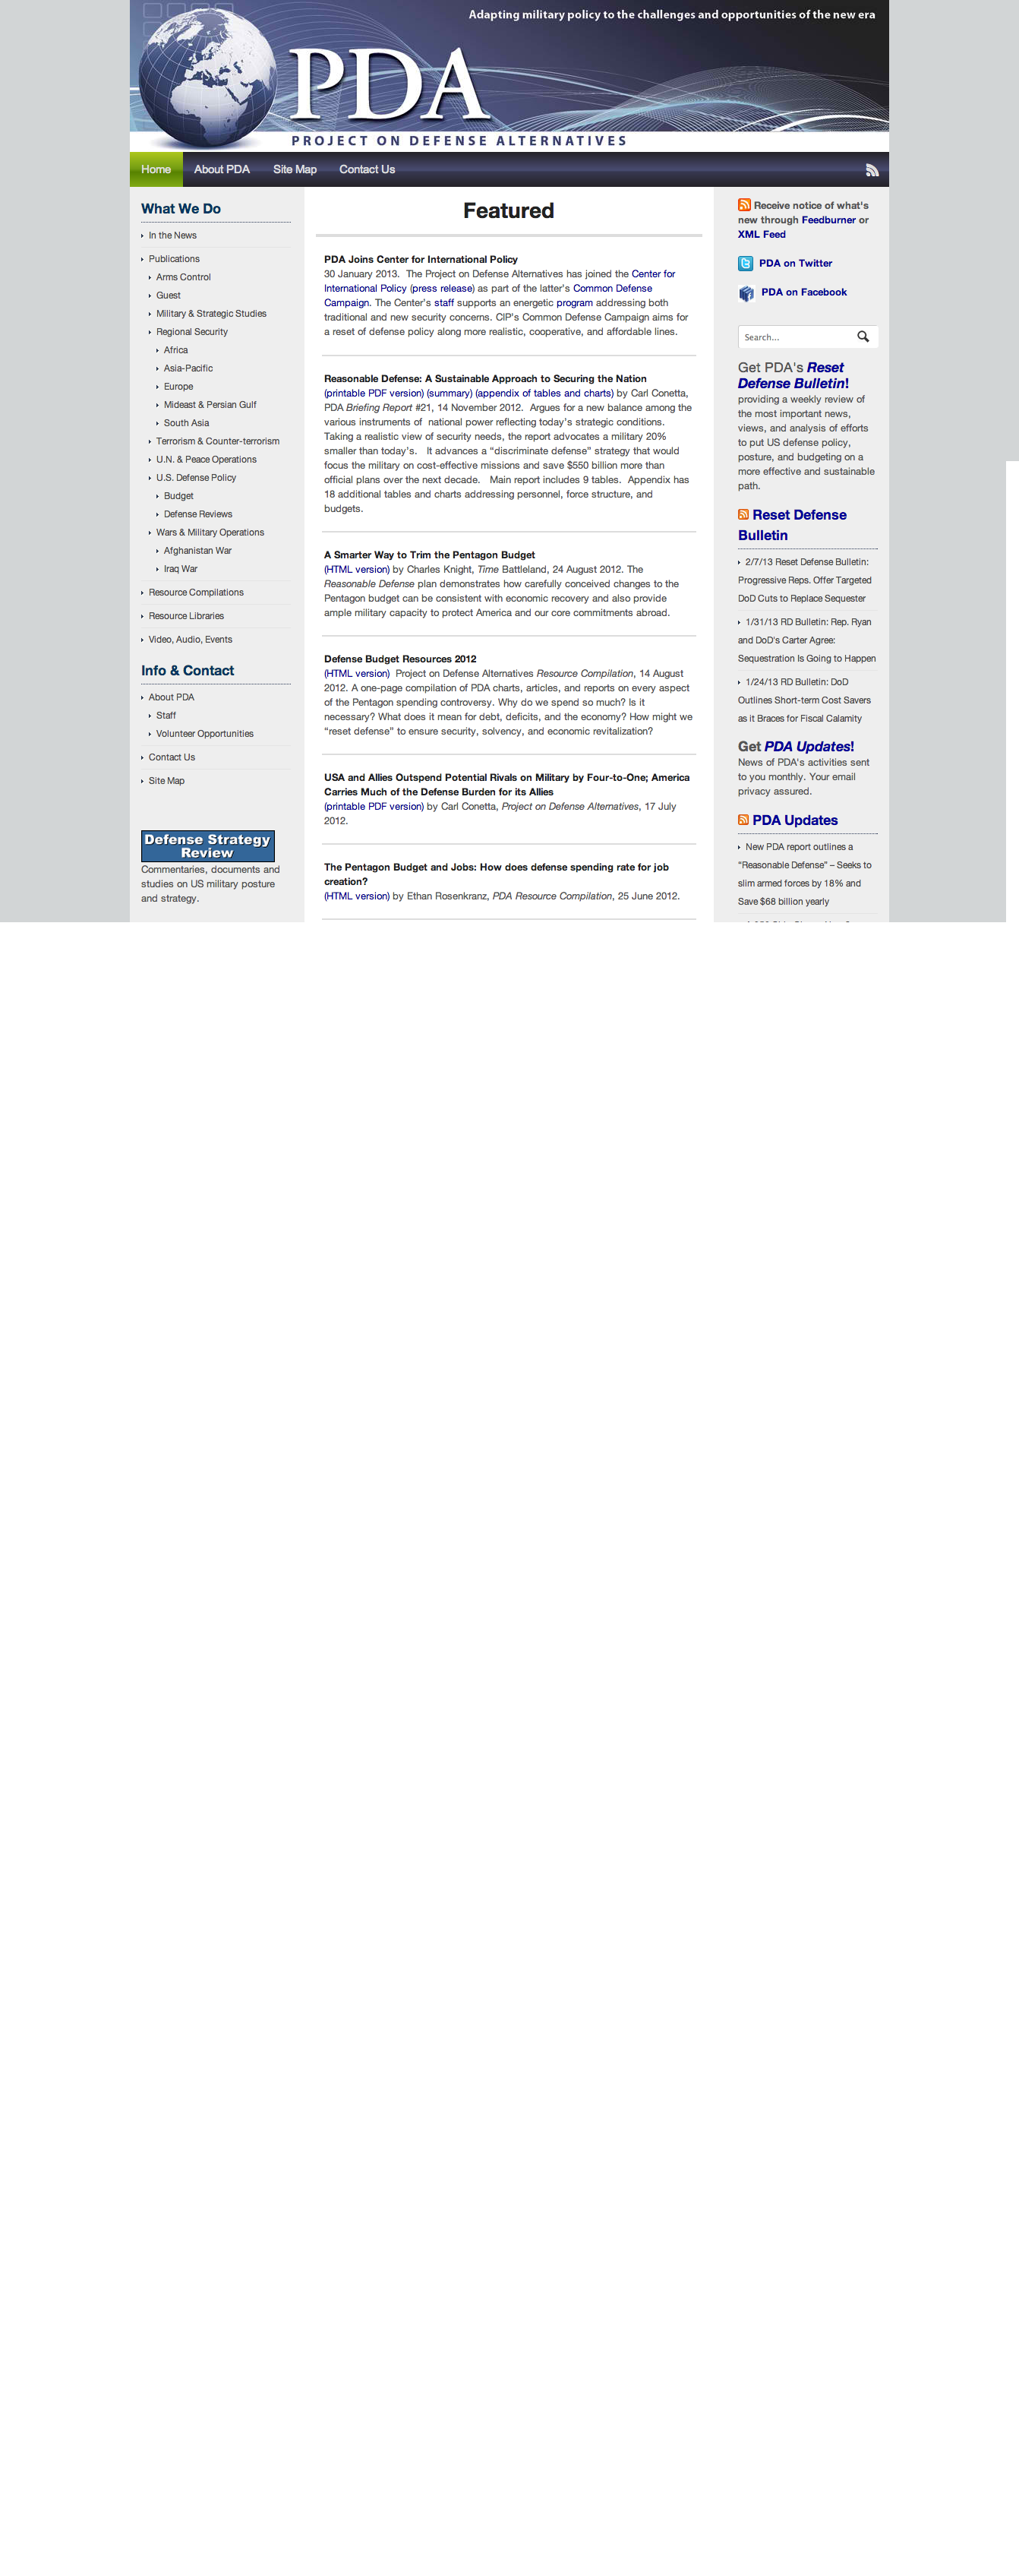 Adapting military policy to the challenges and opportunities of the new era
PDA
PROJECT ON DEFENSE ALTERNATIVES
Home
About PDA
Site Map
Contact Us
What We Do
In the News
Publications
Arms Control
Guest
Military & Strategic Studies
Regional Security
Africa
Asia-Pacific
Europe
Mideast & Persian Gulf
South Asia
Terrorism & Counter-terrorism
U.N. & Peace Operations
U.S. Defense Policy
Budget
Defense Reviews
Wars & Military Operations
Afghanistan War
Iraq War
Resource Compilations
Resource Libraries
Video, Audio, Events
Info & Contact
About PDA
Staff
Volunteer Opportunities
Contact Us
Site Map
Defense Strategy
Review
Commentaries, documents and
studies on US military posture
and strategy.
Featured
PDA Joins Center for International Policy
30 January 2013.  The Project on Defense Alternatives has joined the Center for
International Policy (press release) as part of the latter's Common Defense
Campaign. The Center's staff supports an energetic program addressing both
traditional and new security concerns. CIP's Common Defense Campaign aims for
a reset of defense policy along more realistic, cooperative, and affordable lines.
Reasonable Defense: A Sustainable Approach to Securing the Nation
(printable PDF version) (summary) (appendix of tables and charts) by Carl Conetta,
PDA Briefing Report #21, 14 November 2012.  Argues for a new balance among the
various instruments of  national power reflecting today's strategic conditions.
Taking a realistic view of security needs, the report advocates a military 20%
smaller than today's.   It advances a “discriminate defense” strategy that would
focus the military on cost-effective missions and save $550 billion more than
official plans over the next decade.   Main report includes 9 tables.  Appendix has
18 additional tables and charts addressing personnel, force structure, and
budgets.
A Smarter Way to Trim the Pentagon Budget
(HTML version) by Charles Knight, Time Battleland, 24 August 2012. The
Reasonable Defense plan demonstrates how carefully conceived changes to the
Pentagon budget can be consistent with economic recovery and also provide
ample military capacity to protect America and our core commitments abroad.
Defense Budget Resources 2012
(HTML version)  Project on Defense Alternatives Resource Compilation, 14 August
2012. A one-page compilation of PDA charts, articles, and reports on every aspect
of the Pentagon spending controversy. Why do we spend so much? Is it
necessary? What does it mean for debt, deficits, and the economy? How might we
“reset defense” to ensure security, solvency, and economic revitalization?
USA and Allies Outspend Potential Rivals on Military by Four-to-One; America
Carries Much of the Defense Burden for its Allies
(printable PDF version) by Carl Conetta, Project on Defense Alternatives, 17 July
2012.
The Pentagon Budget and Jobs: How does defense spending rate for job
creation?
(HTML version) by Ethan Rosenkranz, PDA Resource Compilation, 25 June 2012.
Receive notice of what's
new through Feedburner or
XML Feed
PDA on Twitter
PDA on Facebook
Search...
Get PDA's Reset
Defense Bulletin!
providing a weekly review of
the most important news,
views, and analysis of efforts
to put US defense policy,
posture, and budgeting on a
more effective and sustainable
path.
Reset Defense
Bulletin
2/7/13 Reset Defense Bulletin:
Progressive Reps. Offer Targeted
DoD Cuts to Replace Sequester
1/31/13 RD Bulletin: Rep. Ryan
and DoD's Carter Agree:
Sequestration Is Going to Happen
1/24/13 RD Bulletin: DoD
Outlines Short-term Cost Savers
as it Braces for Fiscal Calamity
Get PDA Updates!
News of PDA's activities sent
to you monthly. Your email
privacy assured.
PDA Updates
New PDA report outlines a
“Reasonable Defense” – Seeks to
slim armed forces by 18% and
Save $68 billion yearly